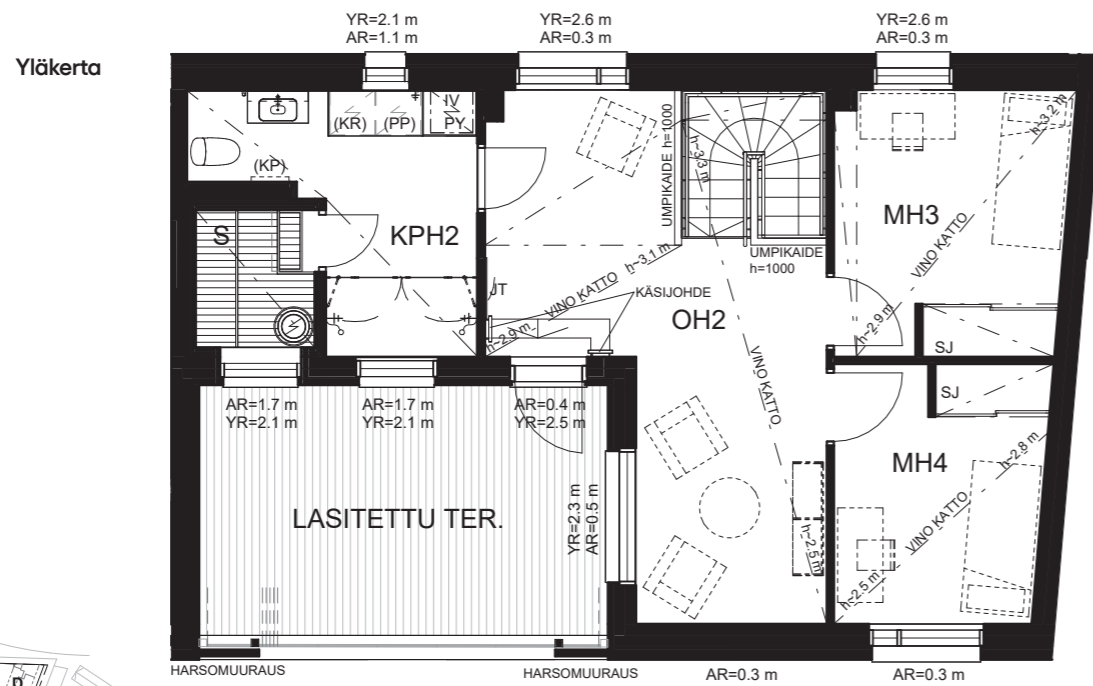 YR=2.1 m
AR=1.1 m
YR=2.6 m
AR=0.3 m
YR=2.6 m
AR=0.3 m
Yläkerta
(KR)
(PP)
IV
PY
(KP)
UMPIKAIDE h=1000
h~3.3 m
h~3.2 m
S
KPH2
MH3
VINO KATTO
UMPIKAIDE
h=1000
JT
VINO KATTO h~3.1 m
h~2.9 m
KÄSIJOHDE
OH2
h~2.9 m
SJ
VINO KATTO
SJ
AR=1.7 m
YR=2.1 m
AR=1.7 m
YR=2.1 m
AR=0.4 m
YR=2.5 m
MH4
h~2.8 m
VINO KATTO
LASITETTU TER.
YR=2.3 m
AR=0.5 m
h~2.5 m
h~2.5 m
HARSOMUURAUS
HARSOMUURAUS
AR=0.3 m
AR=0.3 m
D